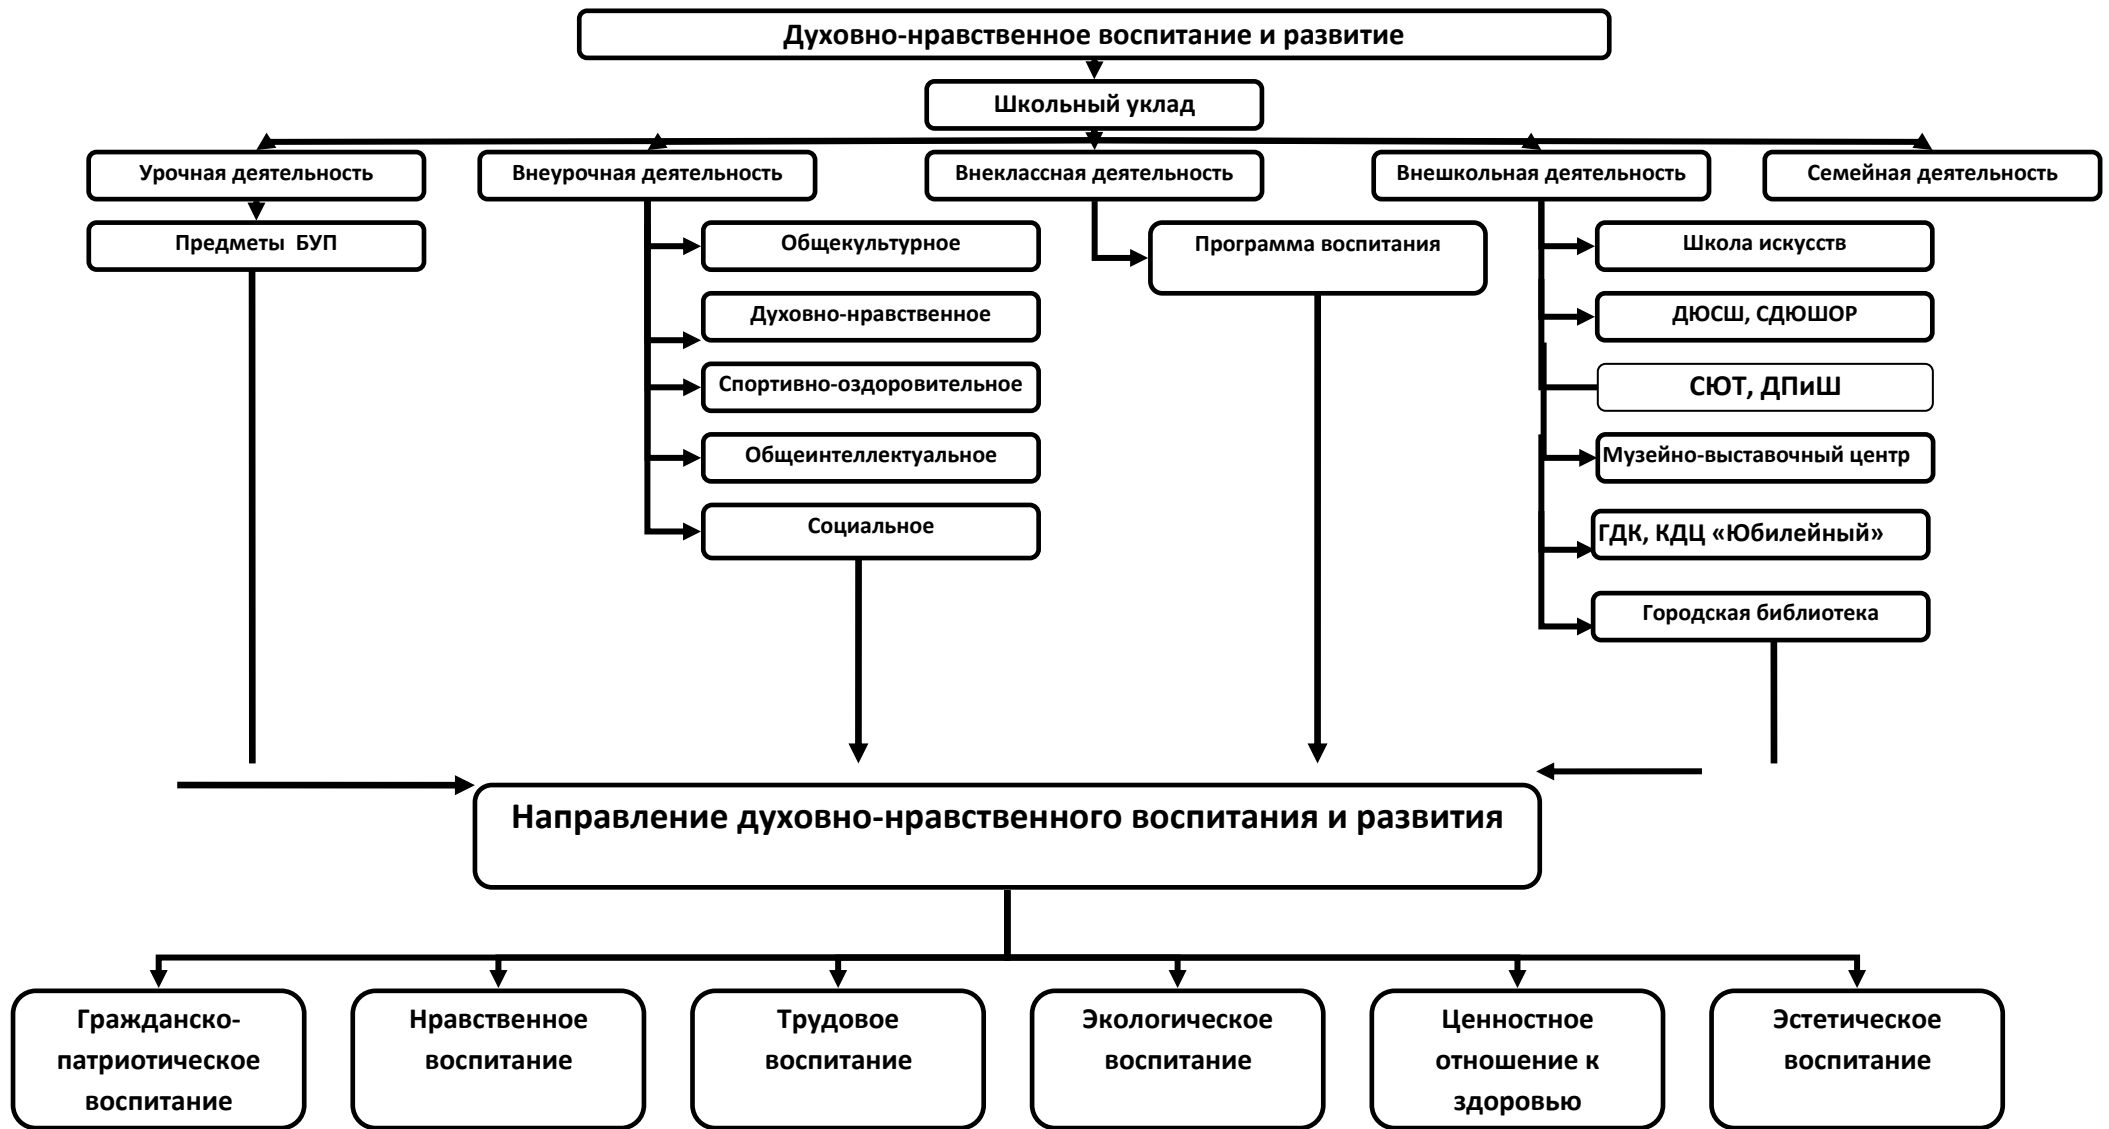 Духовно-нравственное воспитание и развитие
Школьный уклад
Урочная деятельность
Внеурочная деятельность
Внеклассная деятельность
Внешкольная деятельность
Семейная деятельность
Предметы БУП
Общекультурное
Духовно-нравственное
Спортивно-оздоровительное
Общеинтеллектуальное
Социальное
Программа воспитания
Школа искусств
ДЮСШ, СДЮШОР
СЮТ, ДПиШ
Музейно-выставочный центр
ГДК, КДЦ «Юбилейный»
Городская библиотека
Направление духовно-нравственного воспитания и развития
Гражданско-
патриотическое
воспитание
Нравственное
воспитание
Трудовое
воспитание
Экологическое
воспитание
Ценностное
отношение к
здоровью
Эстетическое
воспитание